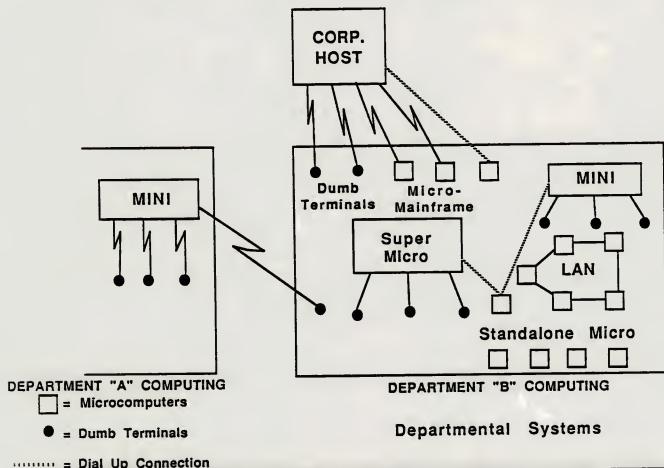 CORP.
HOST
MINI
Dumb
Terminals
Micro-
Mainframe
MINI
Super
Micro
LAN
Standalone Micro
DEPARTMENT "A" COMPUTING
DEPARTMENT "B" COMPUTING
= Microcomputers
= Dumb Terminals
Departmental Systems
= Dial Up Connection